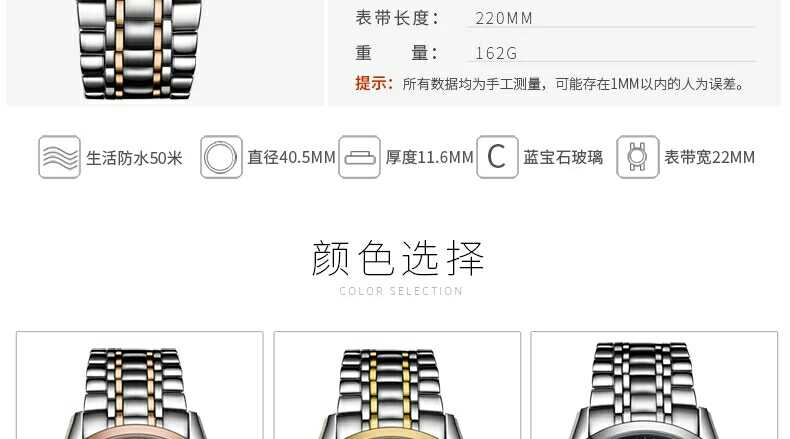 表带长度： 220MM
重 量： 162G
提示：所有数据均为手工测量，可能存在1MM以内的人为误差。
生活防水50米 直径40.5MM 厚度11.6MM C 蓝宝石玻璃 表带宽22MM
颜色选择
COLOR SELECTION